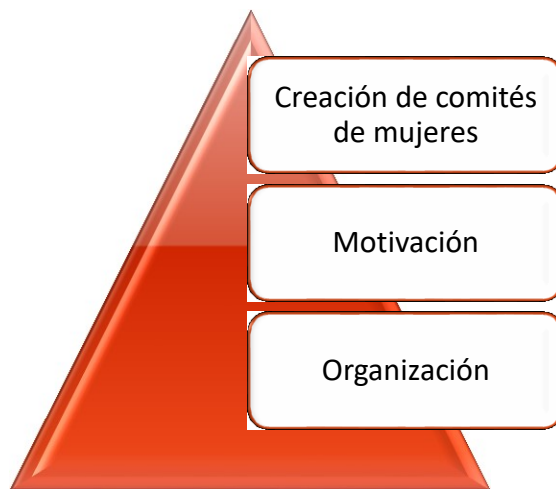 Creación de comités
de mujeres
Motivación
Organización